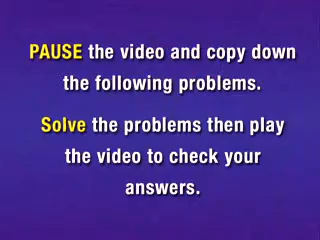 PAUSE the video and copy down
the following problems.
Solve the problems then play
the video to check your
answers.